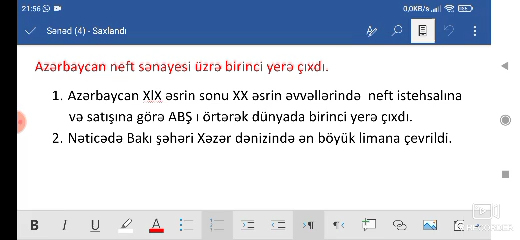 21:56
0,0KB/s
Sənəd (4) - Saxlandı
Azərbaycan neft sənayesi üzrə birinci yerə çıxdı.
1. Azərbaycan XIX əsrin sonu XX əsrin əvvəllərində neft istehsalına
və satışına görə ABŞ ı örtərək dünyada birinci yerə çıxdı.
2. Nəticədə Bakı şəhəri Xəzər dənizində ən böyük limana çevrildi.
B I U A